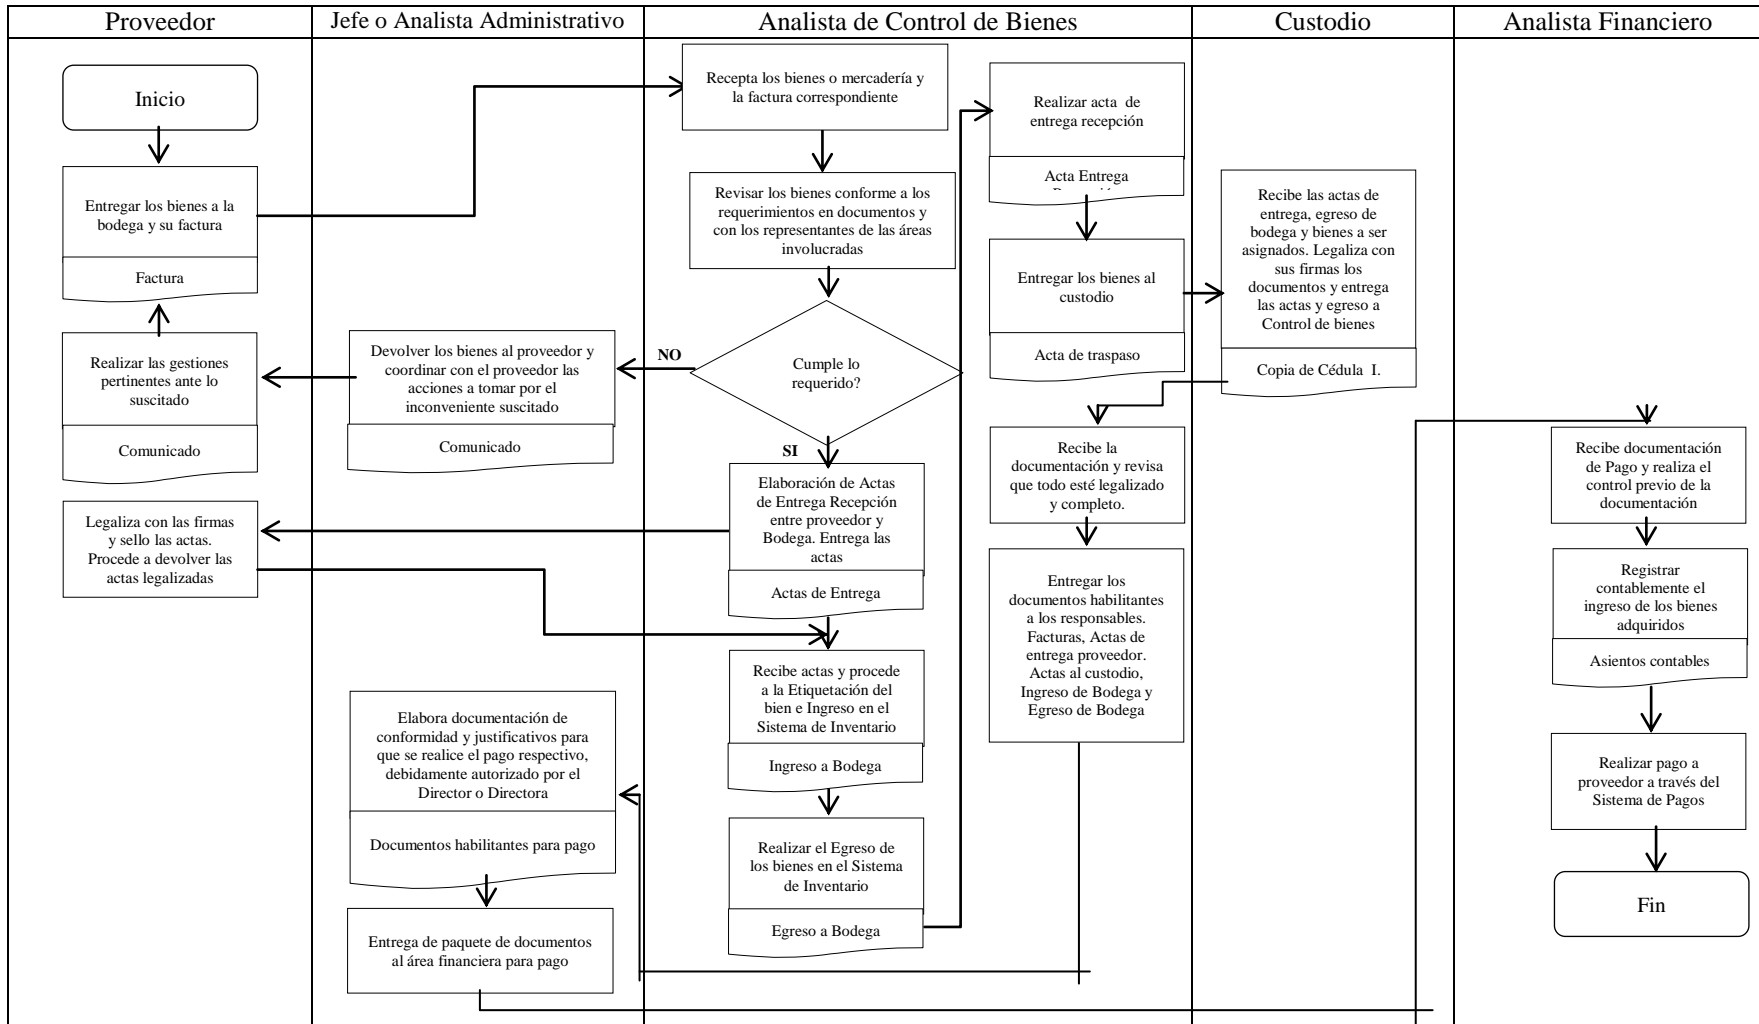 Proveedor
Jefe o Analista Administrativo
Analista de Control de Bienes
Custodio
Analista Financiero
Inicio
Entregar los bienes a la
bodega y su factura
Factura
Realizar las gestiones
pertinentes ante lo
suscitado
Comunicado
Legaliza con las firmas
y sello las actas.
Procede a devolver las
actas legalizadas
Devolver los bienes al proveedor y
coordinar con el proveedor las
acciones a tomar por el
inconveniente suscitado
Comunicado
Elabora documentación de
conformidad y justificativos para
que se realice el pago respectivo,
debidamente autorizado por el
Director o Directora
Documentos habilitantes para pago
Entrega de paquete de documentos
al área financiera para pago
Recepta los bienes o mercadería y
la factura correspondiente
Revisar los bienes conforme a los
requerimientos en documentos y
con los representantes de las áreas
involucradas
Cumple lo
requerido?
NO
SI
Elaboración de Actas
de Entrega Recepción
entre proveedor y
Bodega. Entrega las
actas
Actas de Entrega
Recibe actas y procede
a la Etiquetación del
bien e Ingreso en el
Sistema de Inventario
Ingreso a Bodega
Realizar el Egreso de
los bienes en el Sistema
de Inventario
Egreso a Bodega
Realizar acta de
entrega recepción
Acta Entrega
Entregar los bienes al
custodio
Acta de traspaso
Recibe la
documentación y revisa
que todo esté legalizado
y completo.
Entregar los
documentos habilitantes
a los responsables.
Facturas, Actas de
entrega proveedor.
Actas al custodio,
Ingreso de Bodega y
Egreso de Bodega
Recibe las actas de
entrega, egreso de
bodega y bienes a ser
asignados. Legaliza con
sus firmas los
documentos y entrega
las actas y egreso a
Control de bienes
Copia de Cédula I.
Recibe documentación
de Pago y realiza el
control previo de la
documentación
Registrar
contablemente el
ingreso de los bienes
adquiridos
Asientos contables
Realizar pago a
proveedor a través del
Sistema de Pagos
Fin